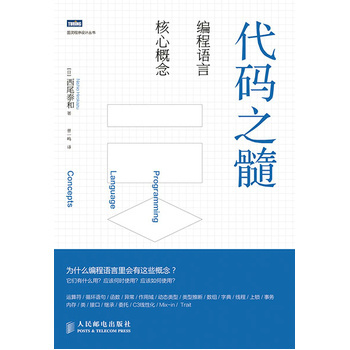 TURING
图灵程序设计丛书
代码之髓
编程语言
核心概念
[日] 西尾泰和 著
曾一鸣 译
Programming
Language
Concepts
为什么编程语言里会有这些概念？
它们有什么用？应该何时使用？应该如何使用？
运算符 / 循环语句 / 函数 / 异常 / 作用域 / 动态类型 / 类型推断 / 数组 / 字典 / 线程 / 上锁 / 事务
内存 / 类 / 接口 / 继承 / 委托 / C3线性化 / Mix-in / Trait
人民邮电出版社
POSTS & TELECOM PRESS